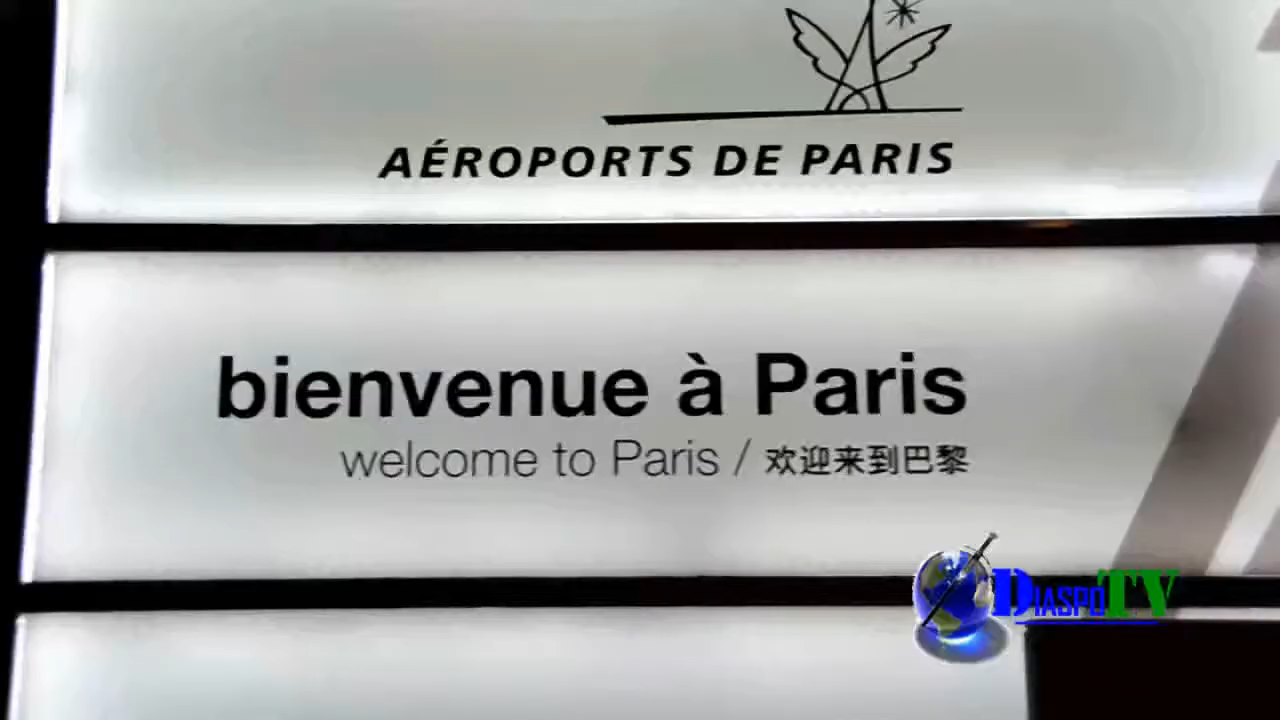 AÉROPORTS DE PARIS
bienvenue à Paris
welcome to Paris / 欢迎来到巴黎
DIASPOTV